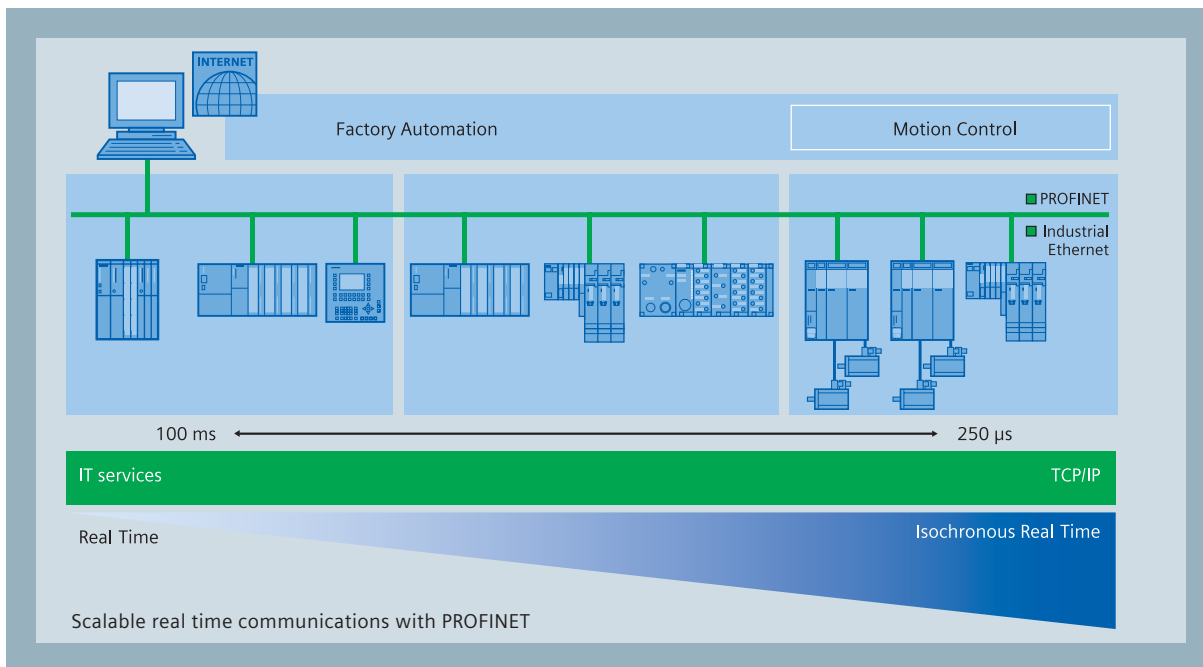 INTERNET
Factory Automation
Motion Control
PROFINET
Industrial
Ethernet
100 ms
250 µs
IT services
TCP/IP
Real Time
Isochronous Real Time
Scalable real time communications with PROFINET